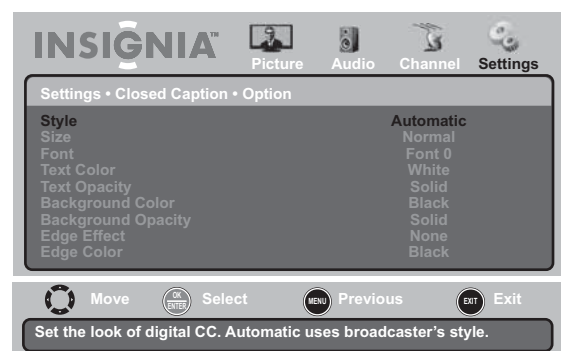 INSIGNIA™ Picture Audio Channel Settings
Settings • Closed Caption • Option
Style Automatic
Size Normal
Font Font 0
Text Color White
Text Opacity Solid
Background Color Black
Background Opacity Solid
Edge Effect None
Edge Color Black
Move OK ENTER Select MENU Previous EXIT Exit
Set the look of digital CC. Automatic uses broadcaster's style.